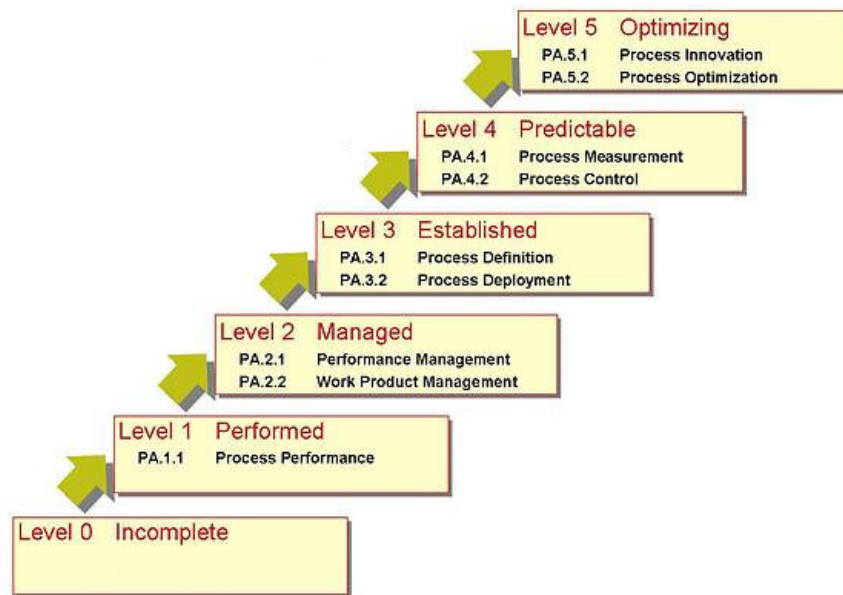 Level 5 Optimizing
PA.5.1 Process Innovation
PA.5.2 Process Optimization
Level 4 Predictable
PA.4.1 Process Measurement
PA.4.2 Process Control
Level 3 Established
PA.3.1 Process Definition
PA.3.2 Process Deployment
Level 2 Managed
PA.2.1 Performance Management
PA.2.2 Work Product Management
Level 1 Performed
PA.1.1 Process Performance
Level 0 Incomplete